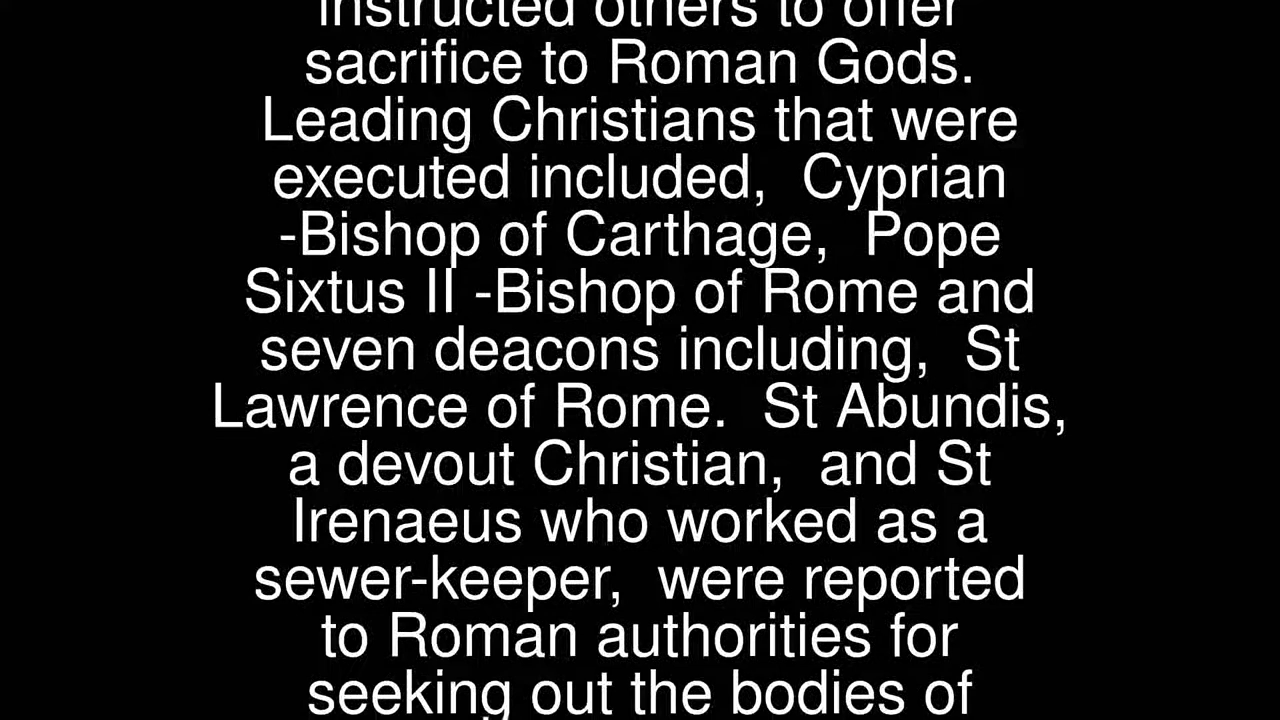 instructed others to offer
sacrifice to Roman Gods.
Leading Christians that were
executed included,  Cyprian
-Bishop of Carthage,  Pope
Sixtus II -Bishop of Rome and
seven deacons including,  St
Lawrence of Rome.  St Abundis,
a devout Christian,  and St
Irenaeus who worked as a
sewer-keeper,  were reported
to Roman authorities for
seeking out the bodies of